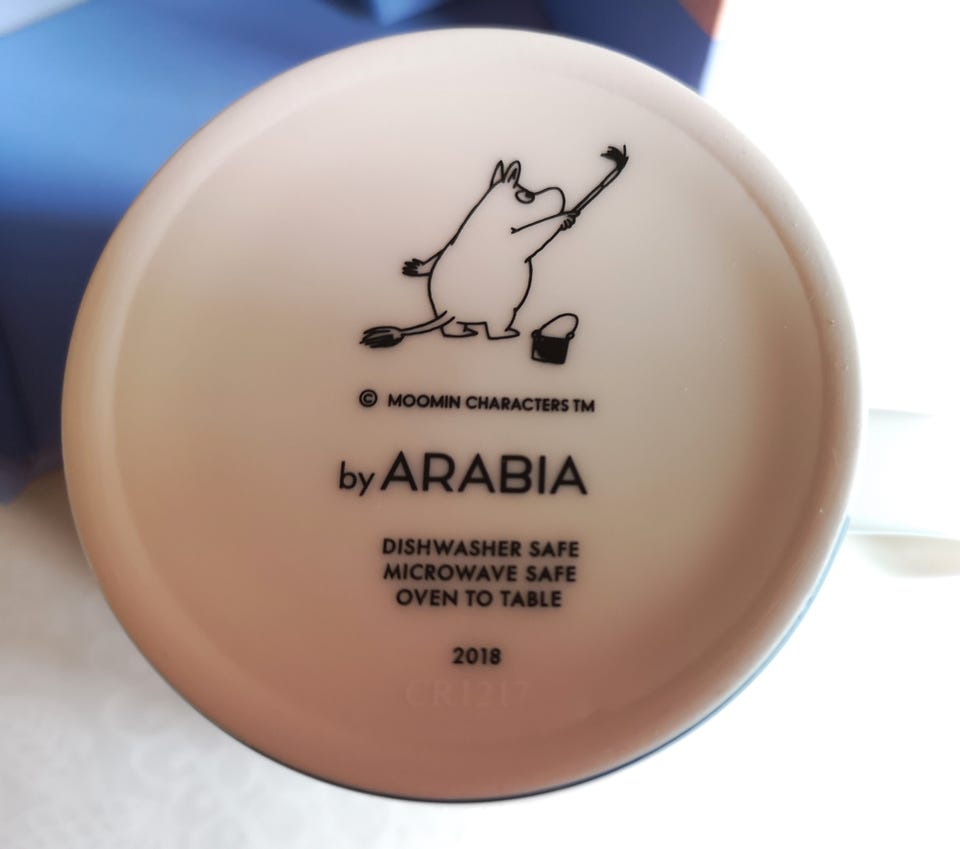 © MOOMIN CHARACTERS TM
by ARABIA
DISHWASHER SAFE
MICROWAVE SAFE
OVEN TO TABLE
2018
CR1217